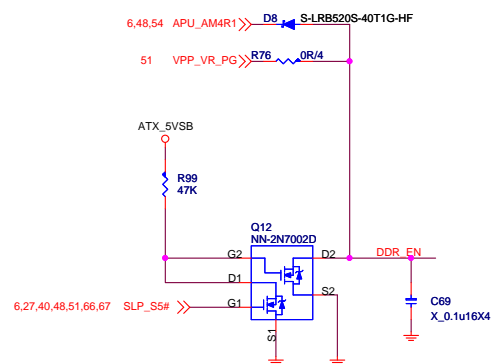 6,48,54 APU_AM4R1 D8 S-LRB520S-40T1G-HF
51 VPP_VR_PG R76 0R/4
ATX_5VSB
R99
47K
Q12
NN-2N7002D
G2 D2 DDR_EN
D1
S2
6,27,40,48,51,66,67 SLP_S5# G1
C69
X_0.1u16X4
S1